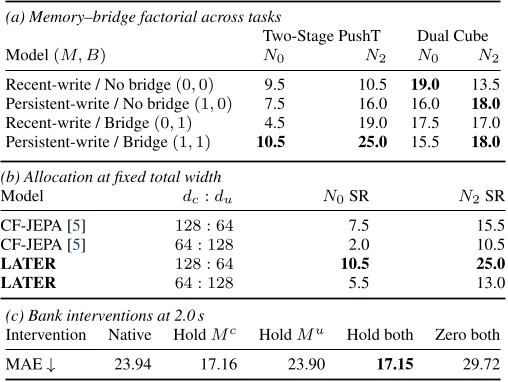 (a) Memory–bridge factorial across tasks
Two-Stage PushT Dual Cube
Model (M, B) N₀ N₂ N₀ N₂
Recent-write / No bridge (0, 0) 9.5 10.5 19.0 13.5
Persistent-write / No bridge (1, 0) 7.5 16.0 16.0 18.0
Recent-write / Bridge (0, 1) 4.5 19.0 17.5 17.0
Persistent-write / Bridge (1, 1) 10.5 25.0 15.5 18.0
(b) Allocation at fixed total width
Model d_c : d_u N₀ SR N₂ SR
CF-JEPA [5] 128 : 64 7.5 15.5
CF-JEPA [5] 64 : 128 2.0 10.5
LATER 128 : 64 10.5 25.0
LATER 64 : 128 5.5 13.0
(c) Bank interventions at 2.0 s
Intervention Native Hold Mᶜ Hold Mᵘ Hold both Zero both
MAE ↓ 23.94 17.16 23.90 17.15 29.72